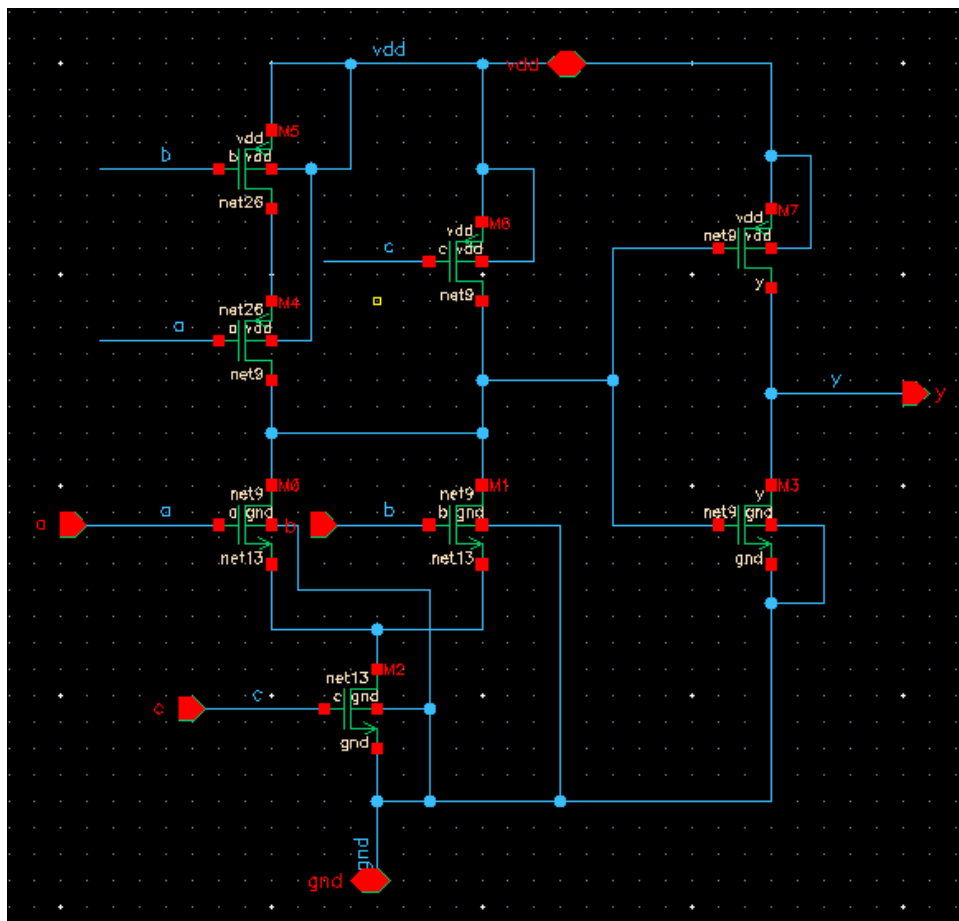 vdd
vdd
M5
vdd
b
b vdd
net26
M7
vdd
net9 vdd
y
M6
vdd
c
c vdd
net9
M4
net26
a
a vdd
net9
y
y
M0
net9
a
a
a gnd
net13
M1
net9
b
b
b gnd
net13
M3
y
net9 gnd
gnd
M2
net13
c
c
c gnd
gnd
gnd
gnd